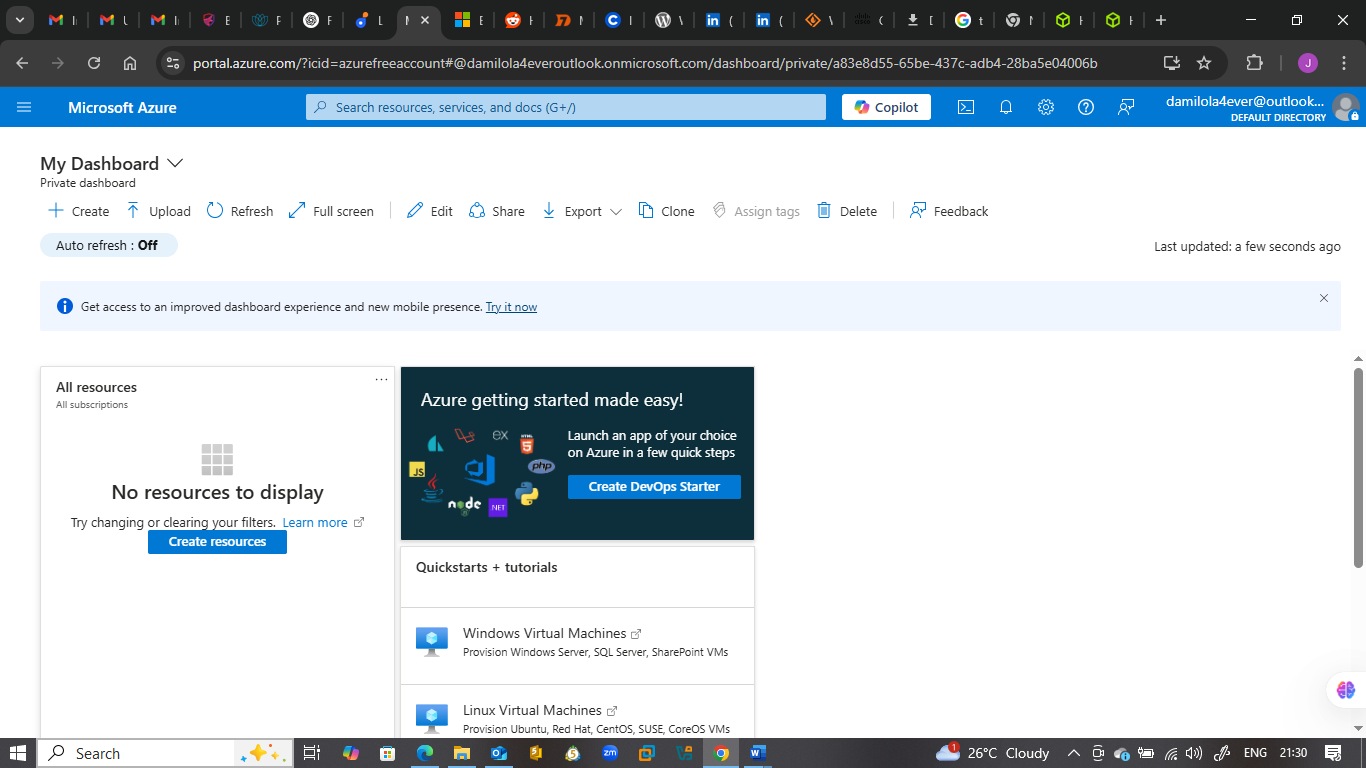 portal.azure.com/?icid=azurefreeaccount#@damilola4everoutlook.onmicrosoft.com/dashboard/private/a83e8d55-65be-437c-adb4-28ba5e04006b
J
Microsoft Azure
Search resources, services, and docs (G+/)
Copilot
damilola4ever@outlook...
DEFAULT DIRECTORY
My Dashboard
Private dashboard
Create Upload Refresh Full screen Edit Share Export Clone Assign tags Delete Feedback
Auto refresh : Off
Last updated: a few seconds ago
Get access to an improved dashboard experience and new mobile presence. Try it now
All resources
All subscriptions
No resources to display
Try changing or clearing your filters. Learn more
Create resources
Azure getting started made easy!
Launch an app of your choice
on Azure in a few quick steps
Create DevOps Starter
EX
HTML
JS
php
node
.NET
Quickstarts + tutorials
Windows Virtual Machines
Provision Windows Server, SQL Server, SharePoint VMs
Linux Virtual Machines
Provision Ubuntu, Red Hat, CentOS, SUSE, CoreOS VMs
Search
zm
1
26°C Cloudy
ENG
21:30